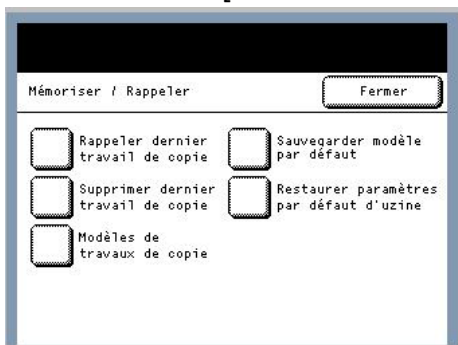 Mémoriser / Rappeler
Fermer
Rappeler dernier
travail de copie
Sauvegarder modèle
par défaut
Supprimer dernier
travail de copie
Restaurer paramètres
par défaut d'uzine
Modèles de
travaux de copie